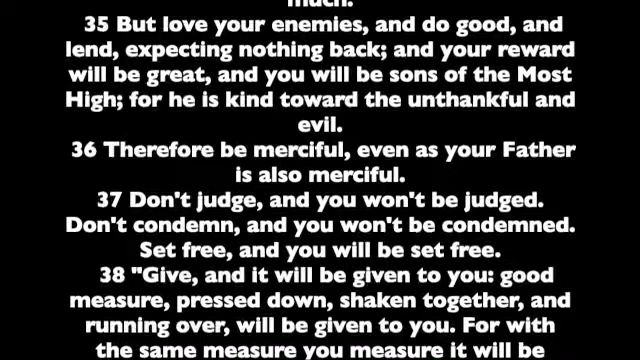 much.
35 But love your enemies, and do good, and
lend, expecting nothing back; and your reward
will be great, and you will be sons of the Most
High; for he is kind toward the unthankful and
evil.
36 Therefore be merciful, even as your Father
is also merciful.
37 Don't judge, and you won't be judged.
Don't condemn, and you won't be condemned.
Set free, and you will be set free.
38 "Give, and it will be given to you: good
measure, pressed down, shaken together, and
running over, will be given to you. For with
the same measure you measure it will be